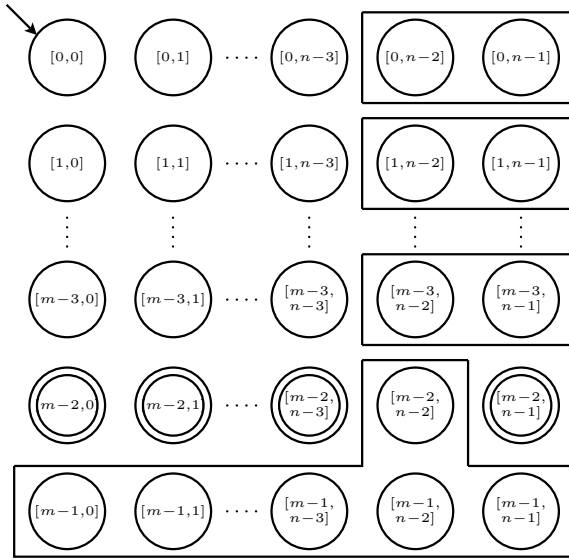 [0,0] [0,1] ···· [0,n−3] [0,n−2] [0,n−1]
[1,0] [1,1] ···· [1,n−3] [1,n−2] [1,n−1]
[m−3,0] [m−3,1] ···· [m−3, n−3] [m−3, n−2] [m−3, n−1]
m−2,0 m−2,1 ···· [m−2, n−3] [m−2, n−2] [m−2, n−1]
[m−1,0] [m−1,1] ···· [m−1, n−3] [m−1, n−2] [m−1, n−1]